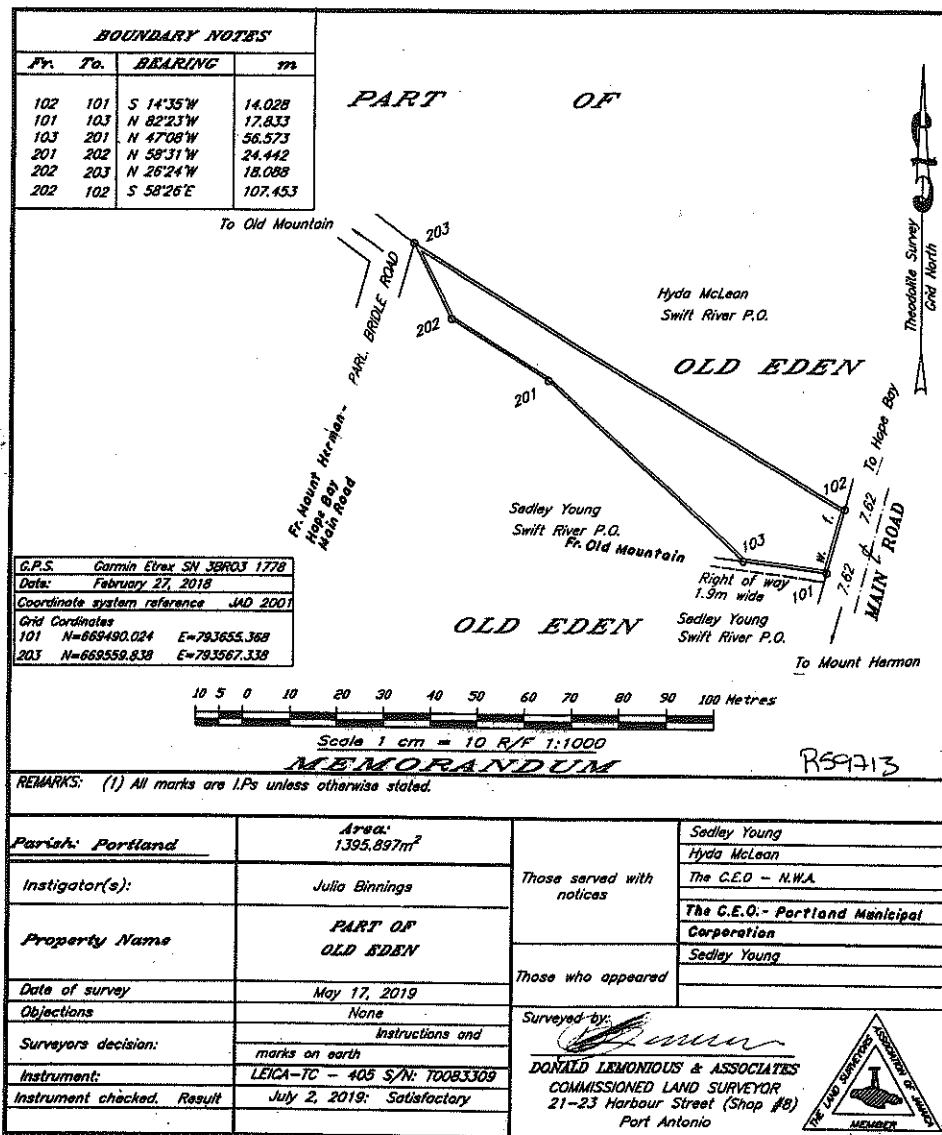 BOUNDARY NOTES
Fr. To. BEARING m
102 101 S 14°35'W 14.028
101 103 N 82°23'W 17.833
103 201 N 47°08'W 56.573
201 202 N 58°31'W 24.442
202 203 N 26°24'W 18.088
202 102 S 58°26'E 107.453
PART OF
To Old Mountain
203
PARL. BRIDLE ROAD
202
201
Hyda McLean
Swift River P.O.
OLD EDEN
Theodolite Survey
Grid North
To Hope Bay
102
f.
7.62
w.
7.62
MAIN ROAD
Fr. Mount Herman-
Hope Bay
Main Road
Sedley Young
Swift River P.O.
Fr. Old Mountain
103
Right of way
1.9m wide
101
OLD EDEN
Sedley Young
Swift River P.O.
To Mount Herman
G.P.S. Garmin Etrex SN 3BR03 1778
Date: February 27, 2018
Coordinate system reference JAD 2001
Grid Cordinates
101 N=669490.024 E=793655.368
203 N=669559.838 E=793567.338
10 5 0 10 20 30 40 50 60 70 80 90 100 Metres
Scale 1 cm = 10 R/F 1:1000
MEMORANDUM
R59713
REMARKS: (1) All marks are I.Ps unless otherwise stated.
Parish: Portland
Area:
1395.897m²
Instigator(s): Julia Binnings
Property Name
PART OF
OLD EDEN
Date of survey May 17, 2019
Objections None
Surveyors decision: Instructions and
marks on earth
Instrument: LEICA-TC - 405 S/N: T0083309
Instrument checked. Result July 2, 2019: Satisfactory
Those served with
notices
Sedley Young
Hyda McLean
The C.E.O - N.W.A
The C.E.O.- Portland Municipal
Corporation
Those who appeared
Sedley Young
Surveyed by:
DONALD LEMONIOUS & ASSOCIATES
COMMISSIONED LAND SURVEYOR
21-23 Harbour Street (Shop #8)
Port Antonio
THE LAND SURVEYORS ASSOCIATION OF JAMAICA
MEMBER